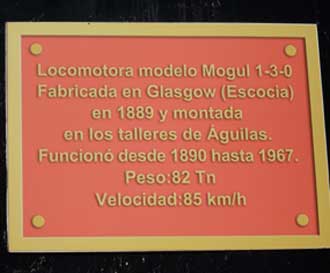 Locomotora modelo Mogul 1-3-0
Fabricada en Glasgow (Escocia)
en 1889 y montada
en los talleres de Águilas.
Funcionó desde 1890 hasta 1967.
Peso:82 Tn
Velocidad:85 km/h